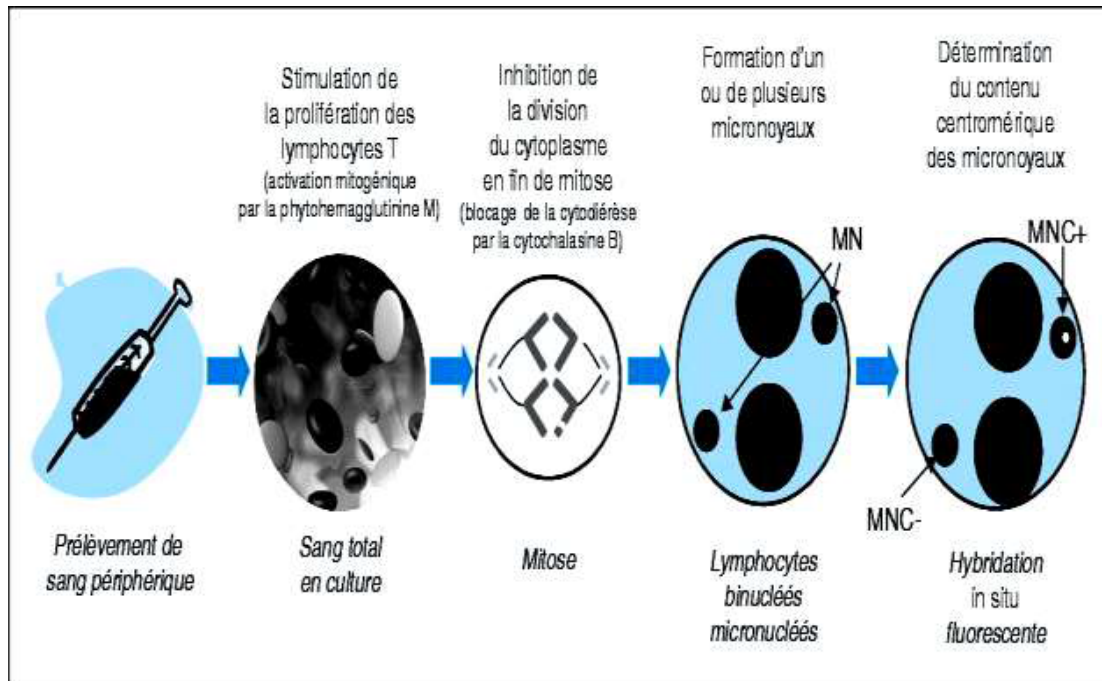 Stimulation de
la prolifération des
lymphocytes T
(activation mitogénique
par la phytohemagglutinine M)
Inhibition de
la division
du cytoplasme
en fin de mitose
(blocage de la cytodiérèse
par la cytochalasine B)
Formation d'un
ou de plusieurs
micronoyaux
Détermination
du contenu
centromérique
des micronoyaux
MN
MNC+
MNC-
Prélèvement de
sang périphérique
Sang total
en culture
Mitose
Lymphocytes
binucléés
micronucléés
Hybridation
in situ
fluorescente